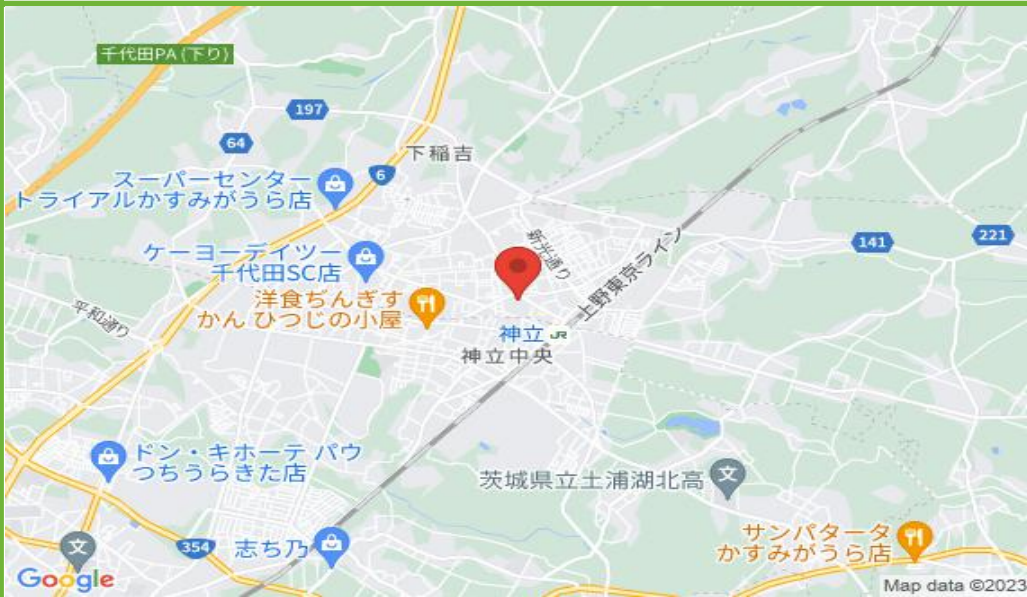 千代田PA (下り)
197
64
下稲吉
6
スーパーセンター
トライアルかすみがうら店
新光通り
141
221
ケーヨーデイツー
千代田SC店
上野東京ライン
洋食ぢんぎす
かん ひつじの小屋
平和通り
神立 JR
神立中央
ドン・キホーテ パウ
つちうらきた店
茨城県立土浦湖北高
文
サンパタータ
かすみがうら店
文
354
志ち乃
Google
Map data ©2023